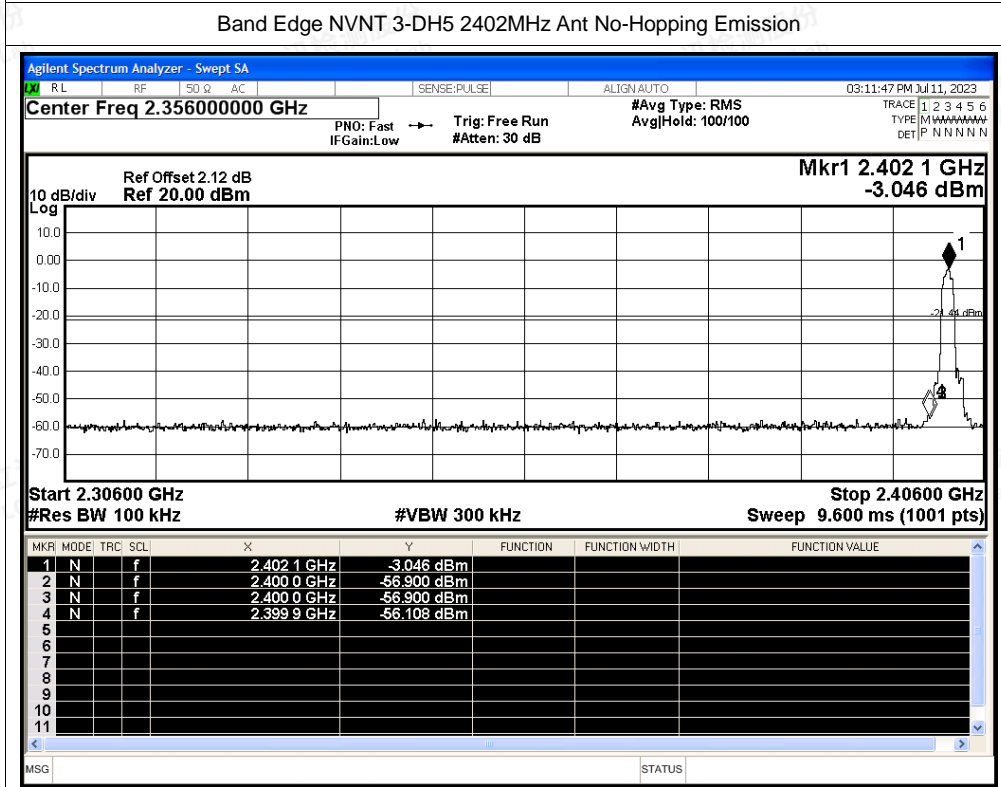 Band Edge NVNT 3-DH5 2402MHz Ant No-Hopping Emission
Agilent Spectrum Analyzer - Swept SA
LXI RL RF 50 Ω AC SENSE:PULSE ALIGN AUTO 03:11:47 PM Jul 11, 2023
Center Freq 2.356000000 GHz
PNO: Fast
IFGain:Low
Trig: Free Run
#Atten: 30 dB
#Avg Type: RMS
Avg|Hold: 100/100
TRACE 1 2 3 4 5 6
TYPE M WWWWW
DET P N N N N N
Mkr1 2.402 1 GHz
-3.046 dBm
Ref Offset 2.12 dB
10 dB/div Ref 20.00 dBm
Log
10.0
0.00
-10.0
-20.0
-30.0
-40.0
-50.0
-60.0
-70.0
1
-21.44 dBm
Start 2.30600 GHz Stop 2.40600 GHz
#Res BW 100 kHz #VBW 300 kHz Sweep 9.600 ms (1001 pts)
MKR MODE TRC SCL X Y FUNCTION FUNCTION WIDTH FUNCTION VALUE
1 N f 2.402 1 GHz -3.046 dBm
2 N f 2.400 0 GHz -56.900 dBm
3 N f 2.400 0 GHz -56.900 dBm
4 N f 2.399 9 GHz -56.108 dBm
5
6
7
8
9
10
11
MSG STATUS